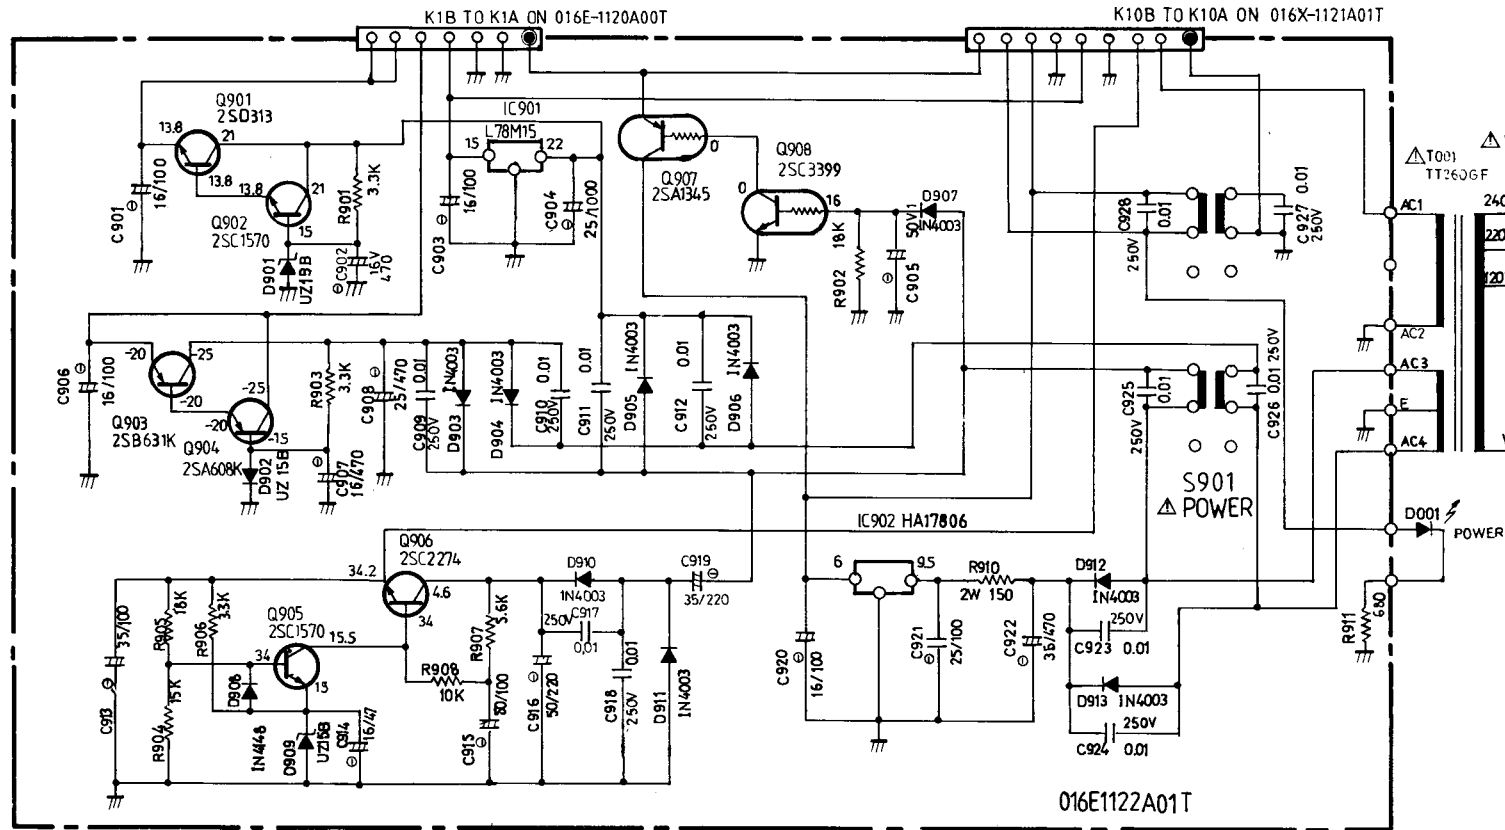 K1B TO K1A ON 016E-1120A00T
K10B TO K10A ON 016X-1121A01T
Q901
2SD313
13.8
21
13.8
13.8
21
15
16/100
C901
Q902
2SC1570
R901
3.3K
D901
UZ15B
C902
16V
470
IC901
L78M15
15
22
16/100
C903
C904
25/1000
Q907
2SA1345
0
Q908
2SC3399
0
16
18K
R902
50V/1
C905
D907
1N4003
C928
0.01
250V
0.01
C927
250V
T001
TT260GF
AC1
AC2
AC3
E
AC4
220
120
C906
16/100
-20
-25
-20
-25
-20
-15
Q903
2SB631K
Q904
2SA608K
D902
UZ 15B
R903
3.3K
C907
16/470
C908
25/470
C909
0.01
250V
1N4003
D903
1N4003
D904
C910
0.01
250V
C911
0.01
250V
1N4003
D905
0.01
C912
250V
1N4003
D906
C925
0.01
250V
C926
0.01
250V
S901
POWER
D001
POWER
R911
680
Q906
2SC2274
34.2
4.6
34
35/100
C913
R905
18K
R906
33K
Q905
2SC1570
15.5
34
15
15K
R904
D908
1N4148
D909
UZ15B
C914
16/47
R908
10K
R907
5.6K
80/100
C915
D910
1N4003
250V
C917
0.01
C916
50/220
0.01
C918
250V
D911
1N4003
C919
35/220
IC902 HA17806
6
9.5
R910
2W 150
C920
16/100
C921
25/100
C922
35/470
D912
1N4003
250V
C923
0.01
D913
1N4003
250V
C924
0.01
016E1122A01T